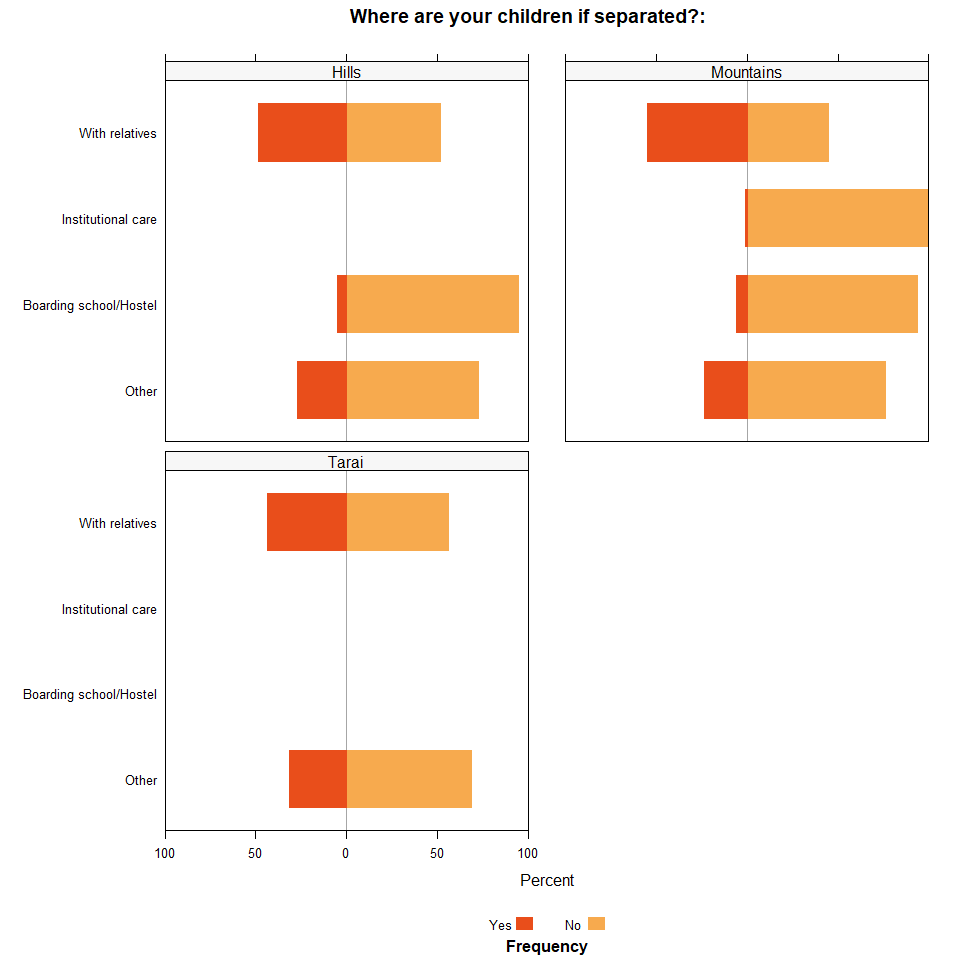 Where are your children if separated?:
Hills
Mountains
With relatives
Institutional care
Boarding school/Hostel
Other
Tarai
With relatives
Institutional care
Boarding school/Hostel
Other
100 50 0 50 100
Percent
Yes No
Frequency